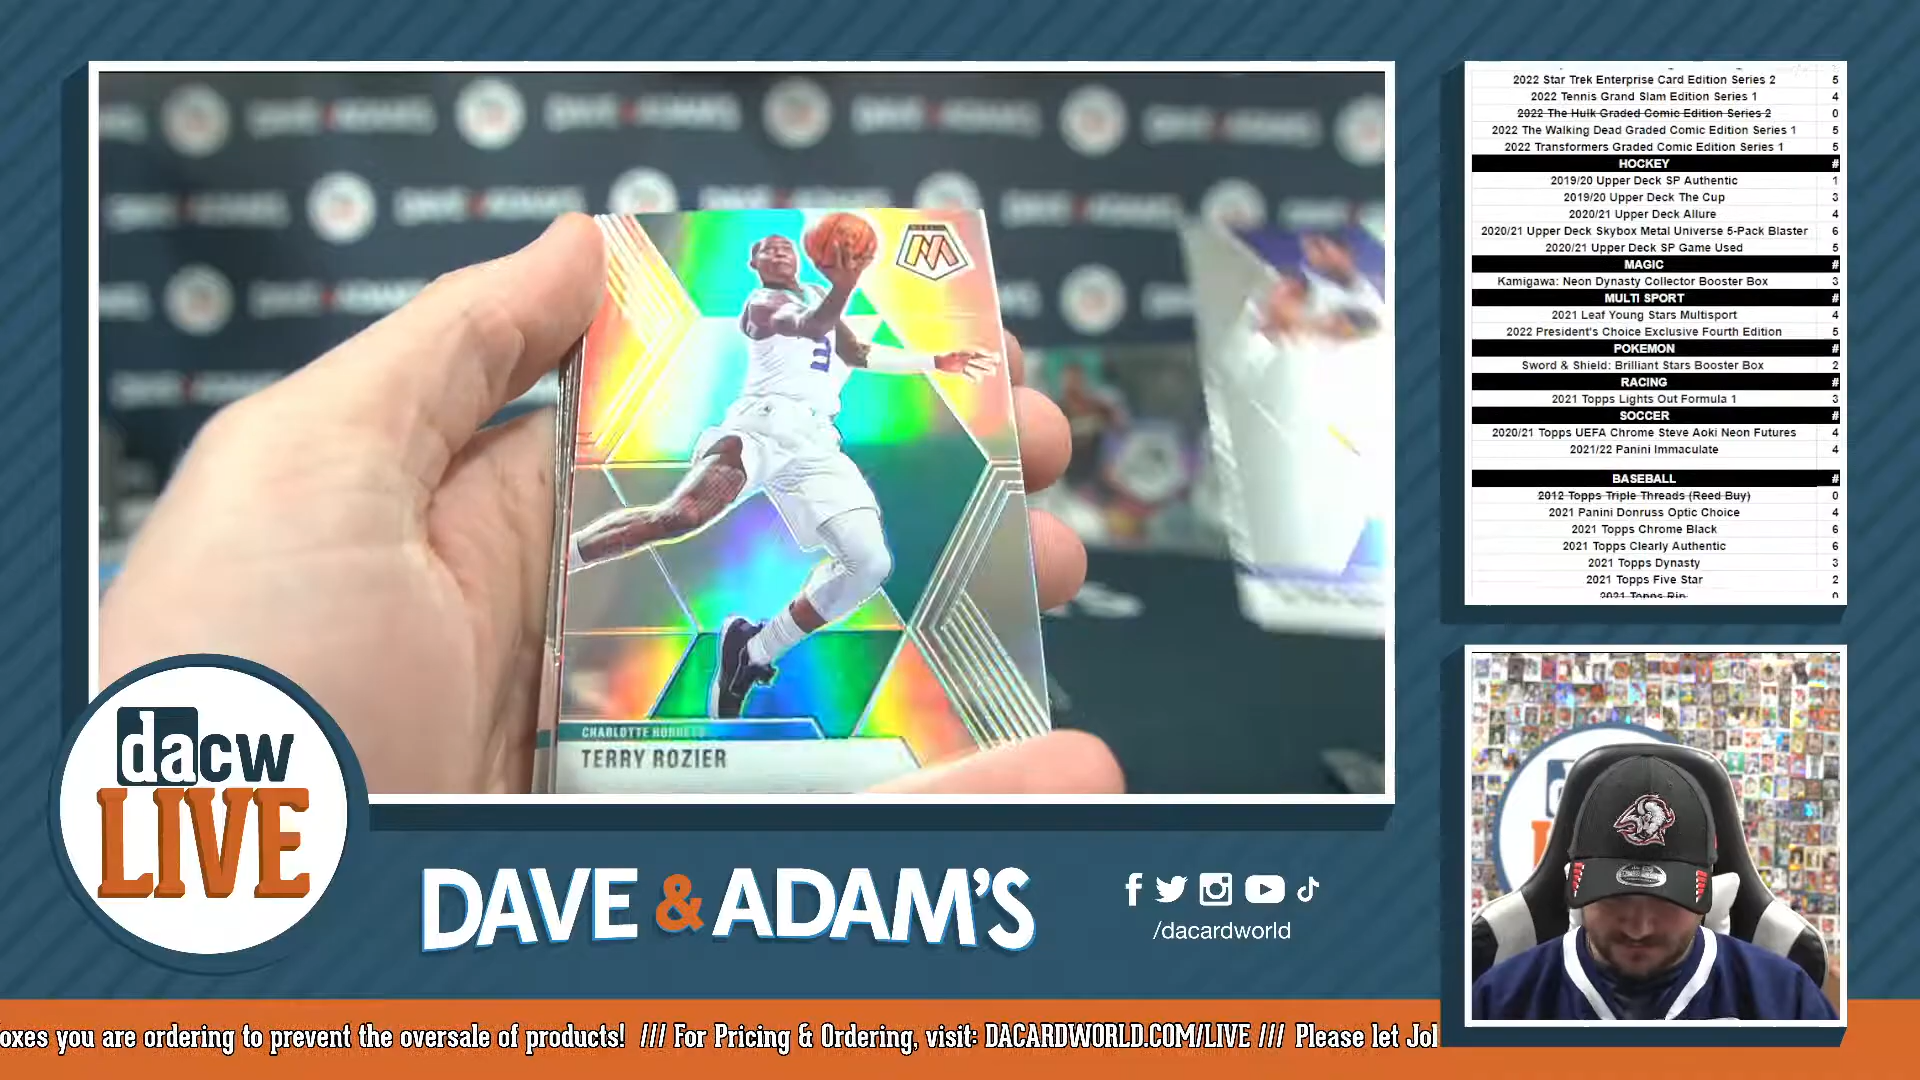 DAVE & ADAM'S
M
3
CHARLOTTE HORNETS
TERRY ROZIER
2022 Star Trek Enterprise Card Edition Series 2 5
2022 Tennis Grand Slam Edition Series 1 4
2022 The Hulk Graded Comic Edition Series 2 0
2022 The Walking Dead Graded Comic Edition Series 1 5
2022 Transformers Graded Comic Edition Series 1 5
HOCKEY #
2019/20 Upper Deck SP Authentic 1
2019/20 Upper Deck The Cup 3
2020/21 Upper Deck Allure 4
2020/21 Upper Deck Skybox Metal Universe 5-Pack Blaster 6
2020/21 Upper Deck SP Game Used 5
MAGIC #
Kamigawa: Neon Dynasty Collector Booster Box 3
MULTI SPORT #
2021 Leaf Young Stars Multisport 4
2022 President's Choice Exclusive Fourth Edition 5
POKEMON #
Sword & Shield: Brilliant Stars Booster Box 2
RACING #
2021 Topps Lights Out Formula 1 3
SOCCER #
2020/21 Topps UEFA Chrome Steve Aoki Neon Futures 4
2021/22 Panini Immaculate 4
BASEBALL #
2012 Topps Triple Threads (Reed Buy) 0
2021 Panini Donruss Optic Choice 4
2021 Topps Chrome Black 6
2021 Topps Clearly Authentic 6
2021 Topps Dynasty 3
2021 Topps Five Star 2
2021 Topps Rip 0
dacw
LIVE
DAVE & ADAM'S
/dacardworld
oxes you are ordering to prevent the oversale of products! /// For Pricing & Ordering, visit: DACARDWORLD.COM/LIVE /// Please let Jol